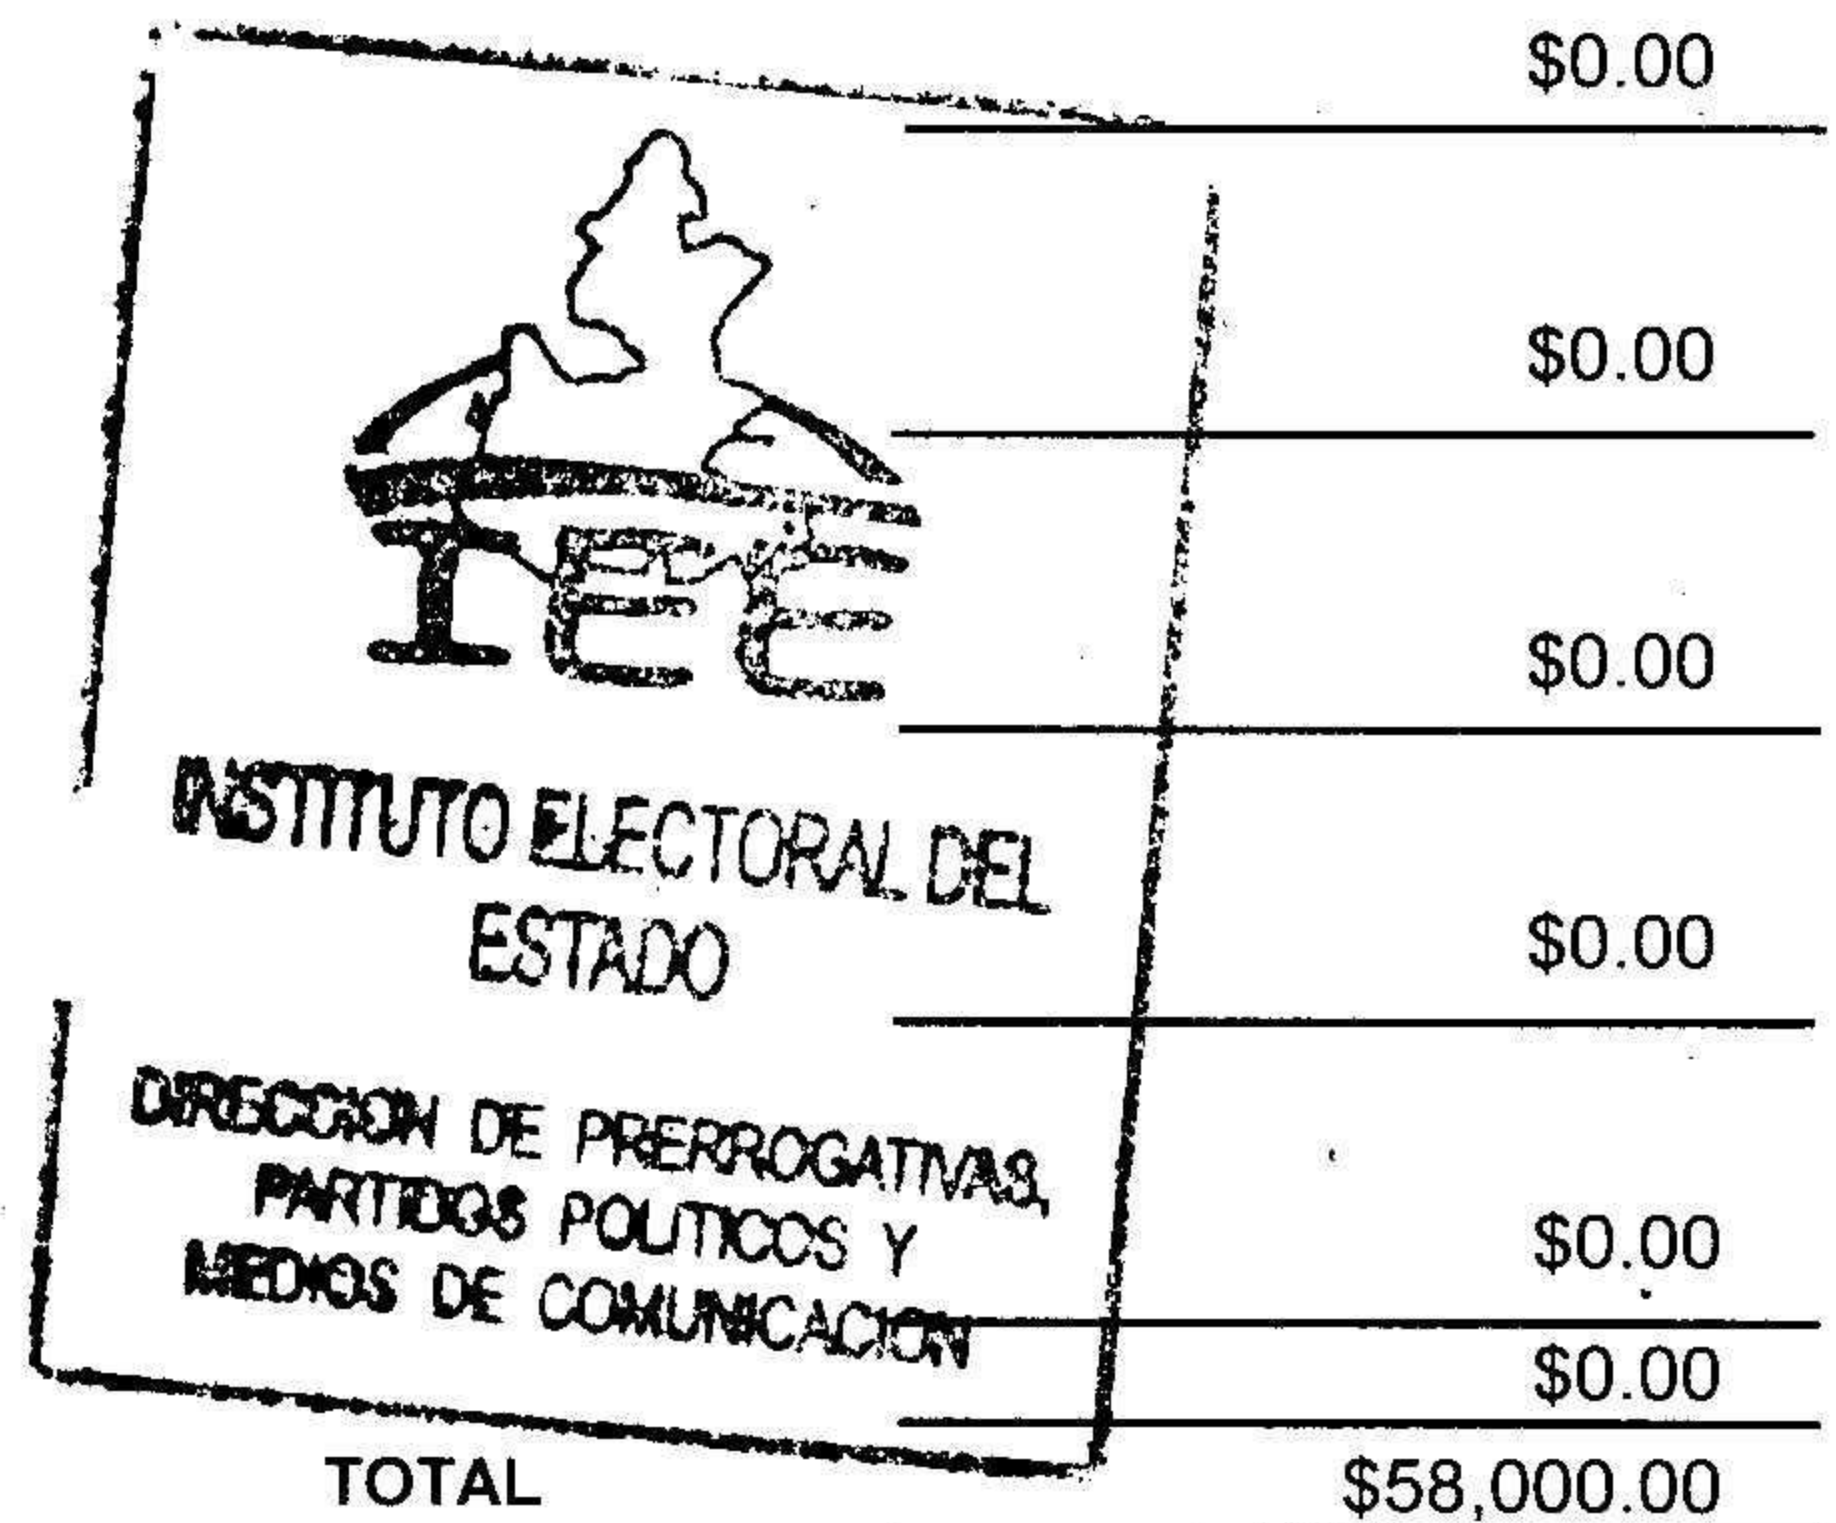 $0.00
$0.00
IEE
$0.00
INSTITUTO ELECTORAL DEL
ESTADO
$0.00
DIRECCION DE PRERROGATIVAS,
PARTIDOS POLITICOS Y
MEDIOS DE COMUNICACION
$0.00
$0.00
TOTAL $58,000.00